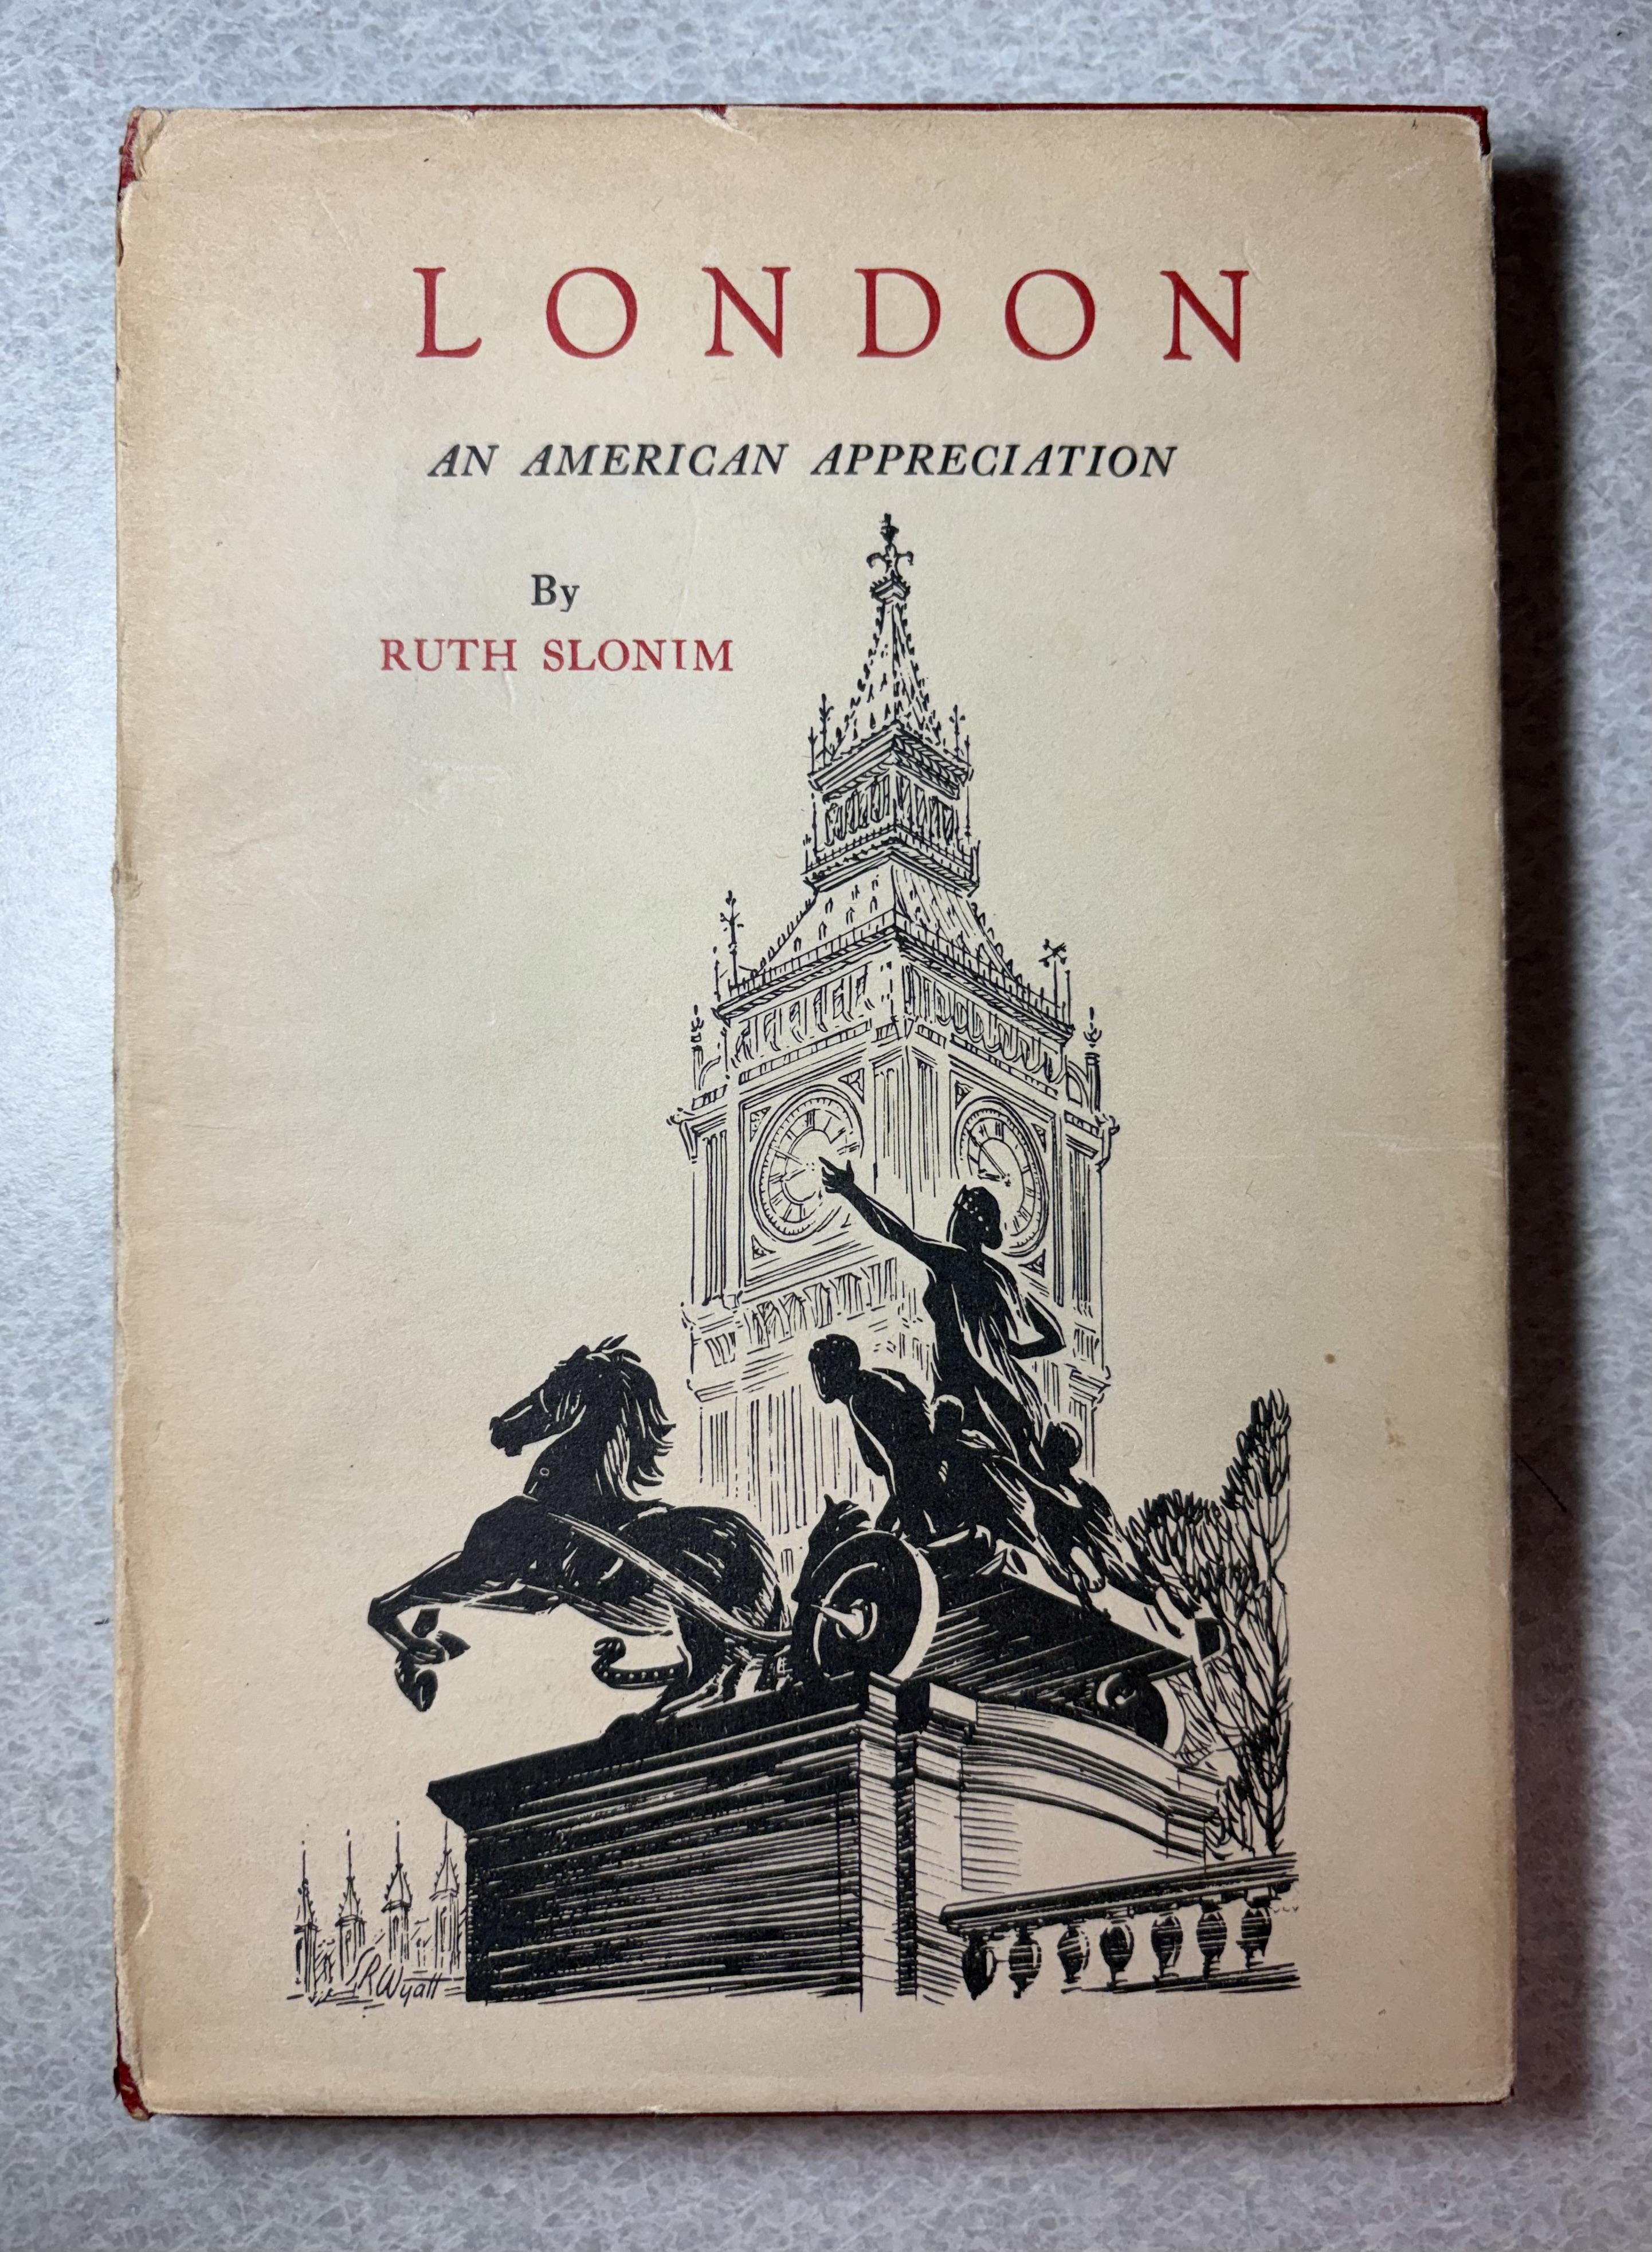 LONDON
AN AMERICAN APPRECIATION
By
RUTH SLONIM
R Wyatt